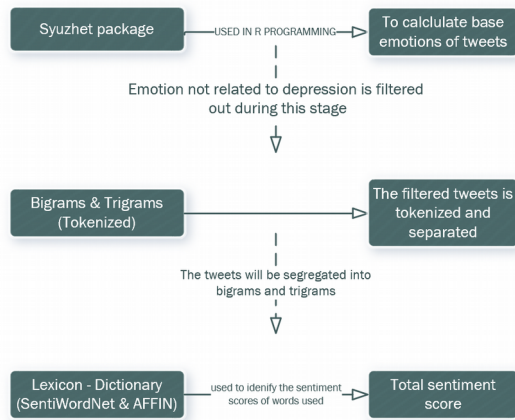 Syuzhet package
USED IN R PROGRAMMING
To calclulate base
emotions of tweets
Emotion not related to depression is filtered
out during this stage
Bigrams & Trigrams
(Tokenized)
The filtered tweets is
tokenized and
separated
The tweets will be segregated into
bigrams and trigrams
Lexicon - Dictionary
(SentiWordNet & AFFIN)
used to idenify the sentiment
scores of words used
Total sentiment
score